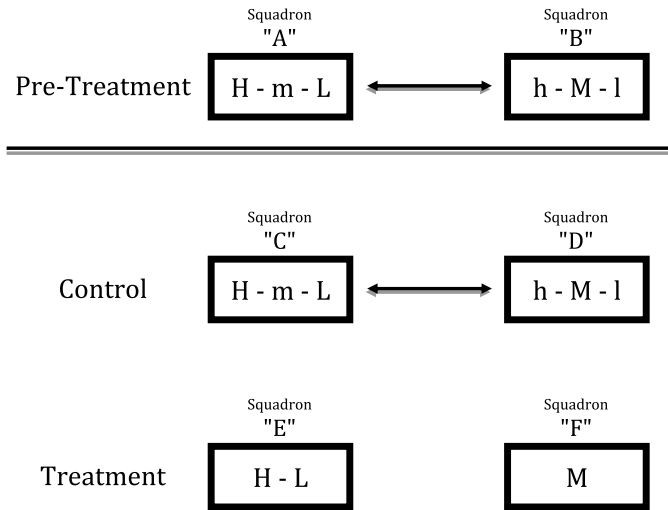 Squadron
"A"
Squadron
"B"
Pre-Treatment
H - m - L
h - M - l
Squadron
"C"
Squadron
"D"
Control
H - m - L
h - M - l
Squadron
"E"
Squadron
"F"
Treatment
H - L
M